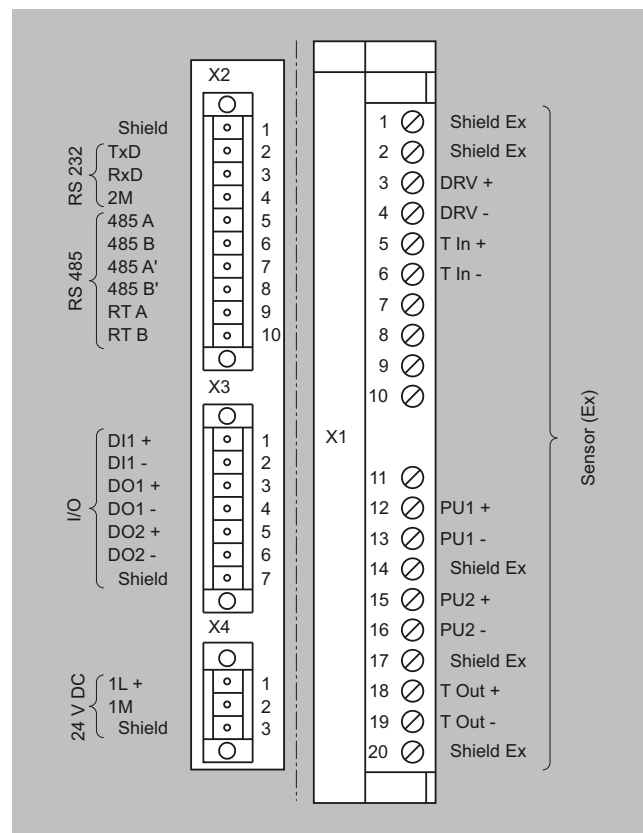 X2
Shield 1
RS 232
TxD 2
RxD 3
2M 4
RS 485
485 A 5
485 B 6
485 A' 7
485 B' 8
RT A 9
RT B 10
X3
I/O
DI1 + 1
DI1 - 2
DO1 + 3
DO1 - 4
DO2 + 5
DO2 - 6
Shield 7
X4
24 V DC
1L + 1
1M 2
Shield 3
X1
1 Shield Ex
2 Shield Ex
3 DRV +
4 DRV -
5 T In +
6 T In -
7
8
9
10
11
12 PU1 +
13 PU1 -
14 Shield Ex
15 PU2 +
16 PU2 -
17 Shield Ex
18 T Out +
19 T Out -
20 Shield Ex
Sensor (Ex)